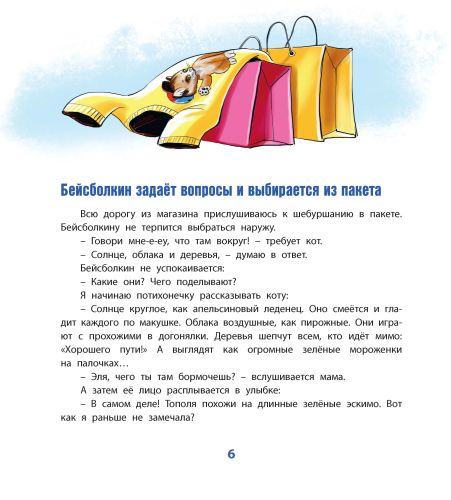 Бейсболкин задаёт вопросы и выбирается из пакета
Всю дорогу из магазина прислушиваюсь к шебуршанию в пакете.
Бейсболкину не терпится выбраться наружу.
– Говори мне-е-еу, что там вокруг! – требует кот.
– Солнце, облака и деревья, – думаю в ответ.
Бейсболкин не успокаивается:
– Какие они? Чего поделывают?
Я начинаю потихонечку рассказывать коту:
– Солнце круглое, как апельсиновый леденец. Оно смеётся и гла-
дит каждого по макушке. Облака воздушные, как пирожные. Они игра-
ют с прохожими в догонялки. Деревья шепчут всем, кто идёт мимо:
«Хорошего пути!» А выглядят как огромные зелёные мороженки
на палочках…
– Эля, чего ты там бормочешь? – вслушивается мама.
А затем её лицо расплывается в улыбке:
– В самом деле! Тополя похожи на длинные зелёные эскимо. Вот
как я раньше не замечала?
6